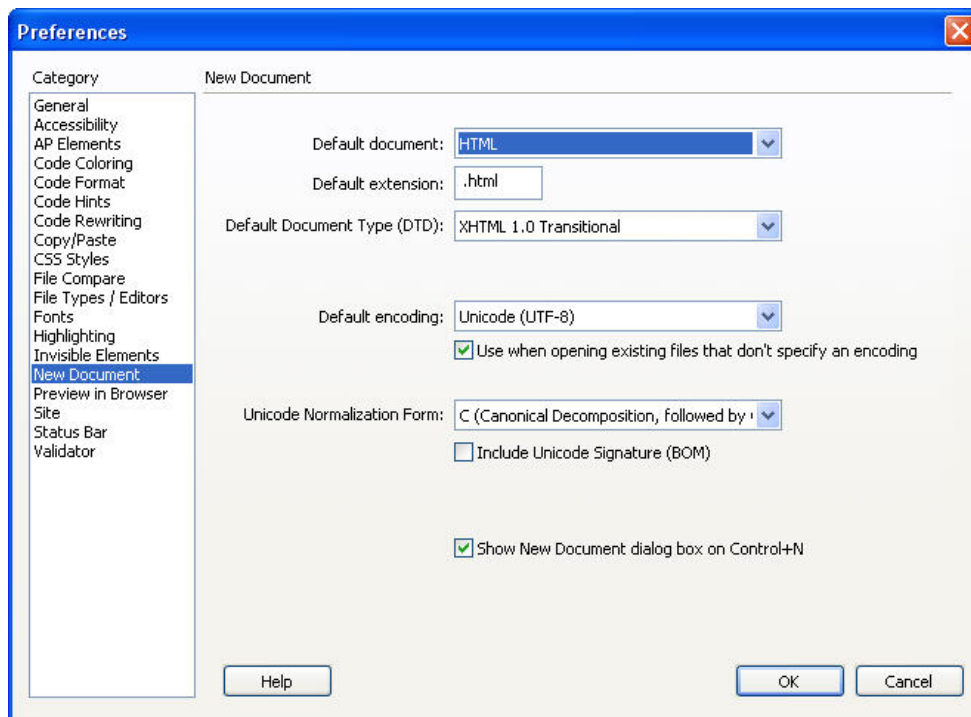 Preferences
Category
General
Accessibility
AP Elements
Code Coloring
Code Format
Code Hints
Code Rewriting
Copy/Paste
CSS Styles
File Compare
File Types / Editors
Fonts
Highlighting
Invisible Elements
New Document
Preview in Browser
Site
Status Bar
Validator
New Document
Default document: HTML
Default extension: .html
Default Document Type (DTD): XHTML 1.0 Transitional
Default encoding: Unicode (UTF-8)
Use when opening existing files that don't specify an encoding
Unicode Normalization Form: C (Canonical Decomposition, followed by
Include Unicode Signature (BOM)
Show New Document dialog box on Control+N
Help OK Cancel